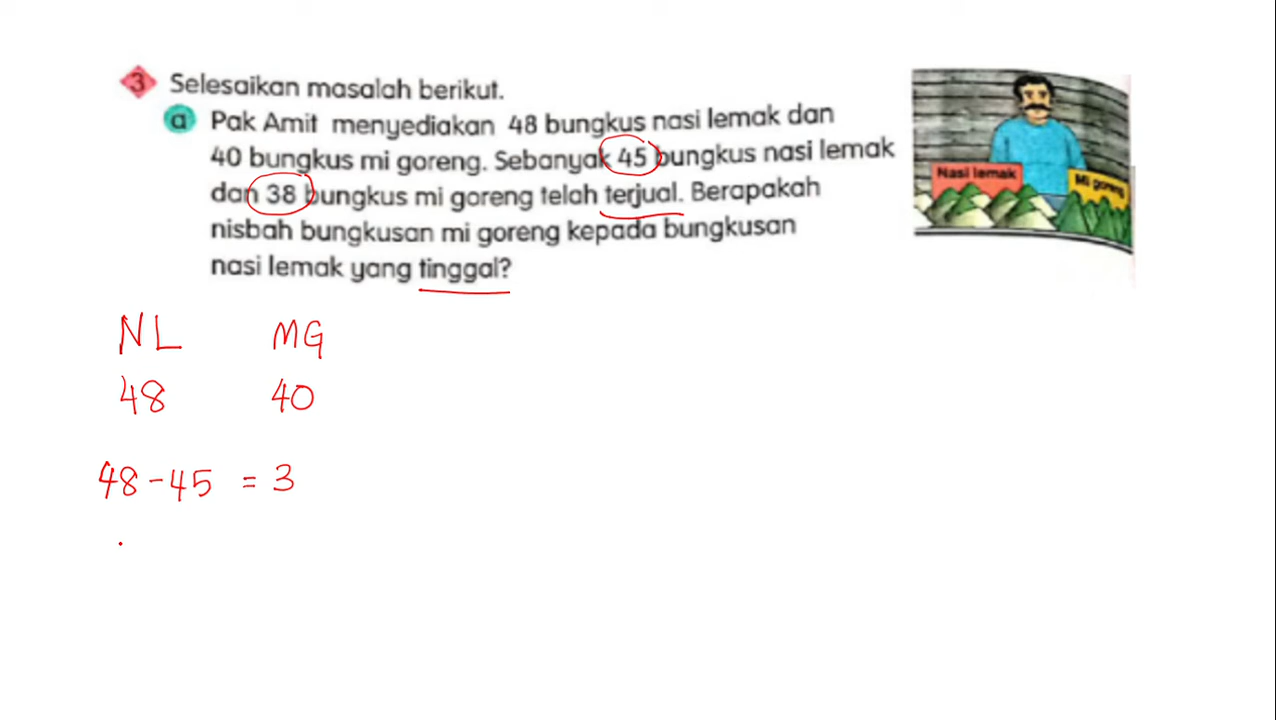 3 Selesaikan masalah berikut.
a Pak Amit menyediakan 48 bungkus nasi lemak dan
40 bungkus mi goreng. Sebanyak 45 bungkus nasi lemak
dan 38 bungkus mi goreng telah terjual. Berapakah
nisbah bungkusan mi goreng kepada bungkusan
nasi lemak yang tinggal?
Nasi lemak
Mi goreng
NL MG
48 40
48 - 45 = 3